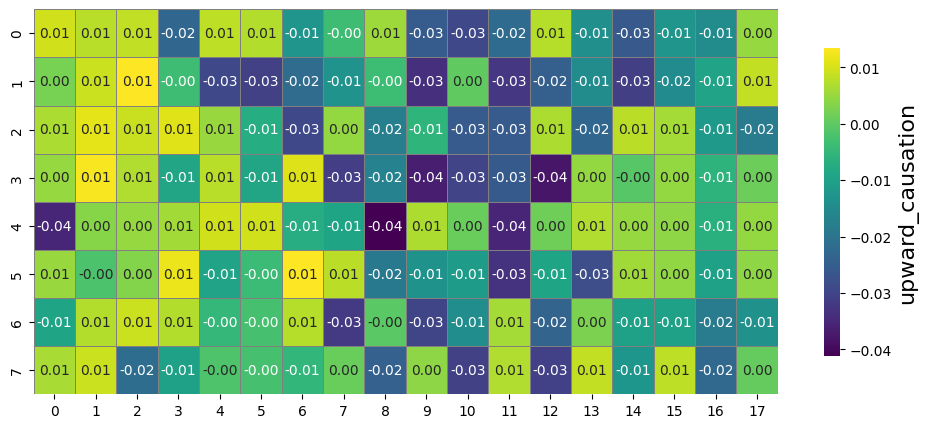 0 0.01 0.01 0.01 -0.02 0.01 0.01 -0.01 -0.00 0.01 -0.03 -0.03 -0.02 0.01 -0.01 -0.03 -0.01 -0.01 0.00
1 0.00 0.01 0.01 -0.00 -0.03 -0.03 -0.02 -0.01 -0.00 -0.03 0.00 -0.03 -0.02 -0.01 -0.03 -0.02 -0.01 0.01
2 0.01 0.01 0.01 0.01 0.01 -0.01 -0.03 0.00 -0.02 -0.01 -0.03 -0.03 0.01 -0.02 0.01 0.01 -0.01 -0.02
3 0.00 0.01 0.01 -0.01 0.01 -0.01 0.01 -0.03 -0.02 -0.04 -0.03 -0.03 -0.04 0.00 -0.00 0.00 -0.01 0.00
4 -0.04 0.00 0.00 0.01 0.01 0.01 -0.01 -0.01 -0.04 0.01 0.00 -0.04 0.00 0.01 0.00 0.00 -0.01 0.00
5 0.01 -0.00 0.00 0.01 -0.01 -0.00 0.01 0.01 -0.02 -0.01 -0.01 -0.03 -0.01 -0.03 0.01 0.00 -0.01 0.00
6 -0.01 0.01 0.01 0.01 -0.00 -0.00 0.01 -0.03 -0.00 -0.03 -0.01 0.01 -0.02 0.00 -0.01 -0.01 -0.02 -0.01
7 0.01 0.01 -0.02 -0.01 -0.00 -0.00 -0.01 0.00 -0.02 0.00 -0.03 0.01 -0.03 0.01 -0.01 0.01 -0.02 0.00
0 1 2 3 4 5 6 7 8 9 10 11 12 13 14 15 16 17
0.01
0.00
−0.01
−0.02
−0.03
−0.04
upward_causation